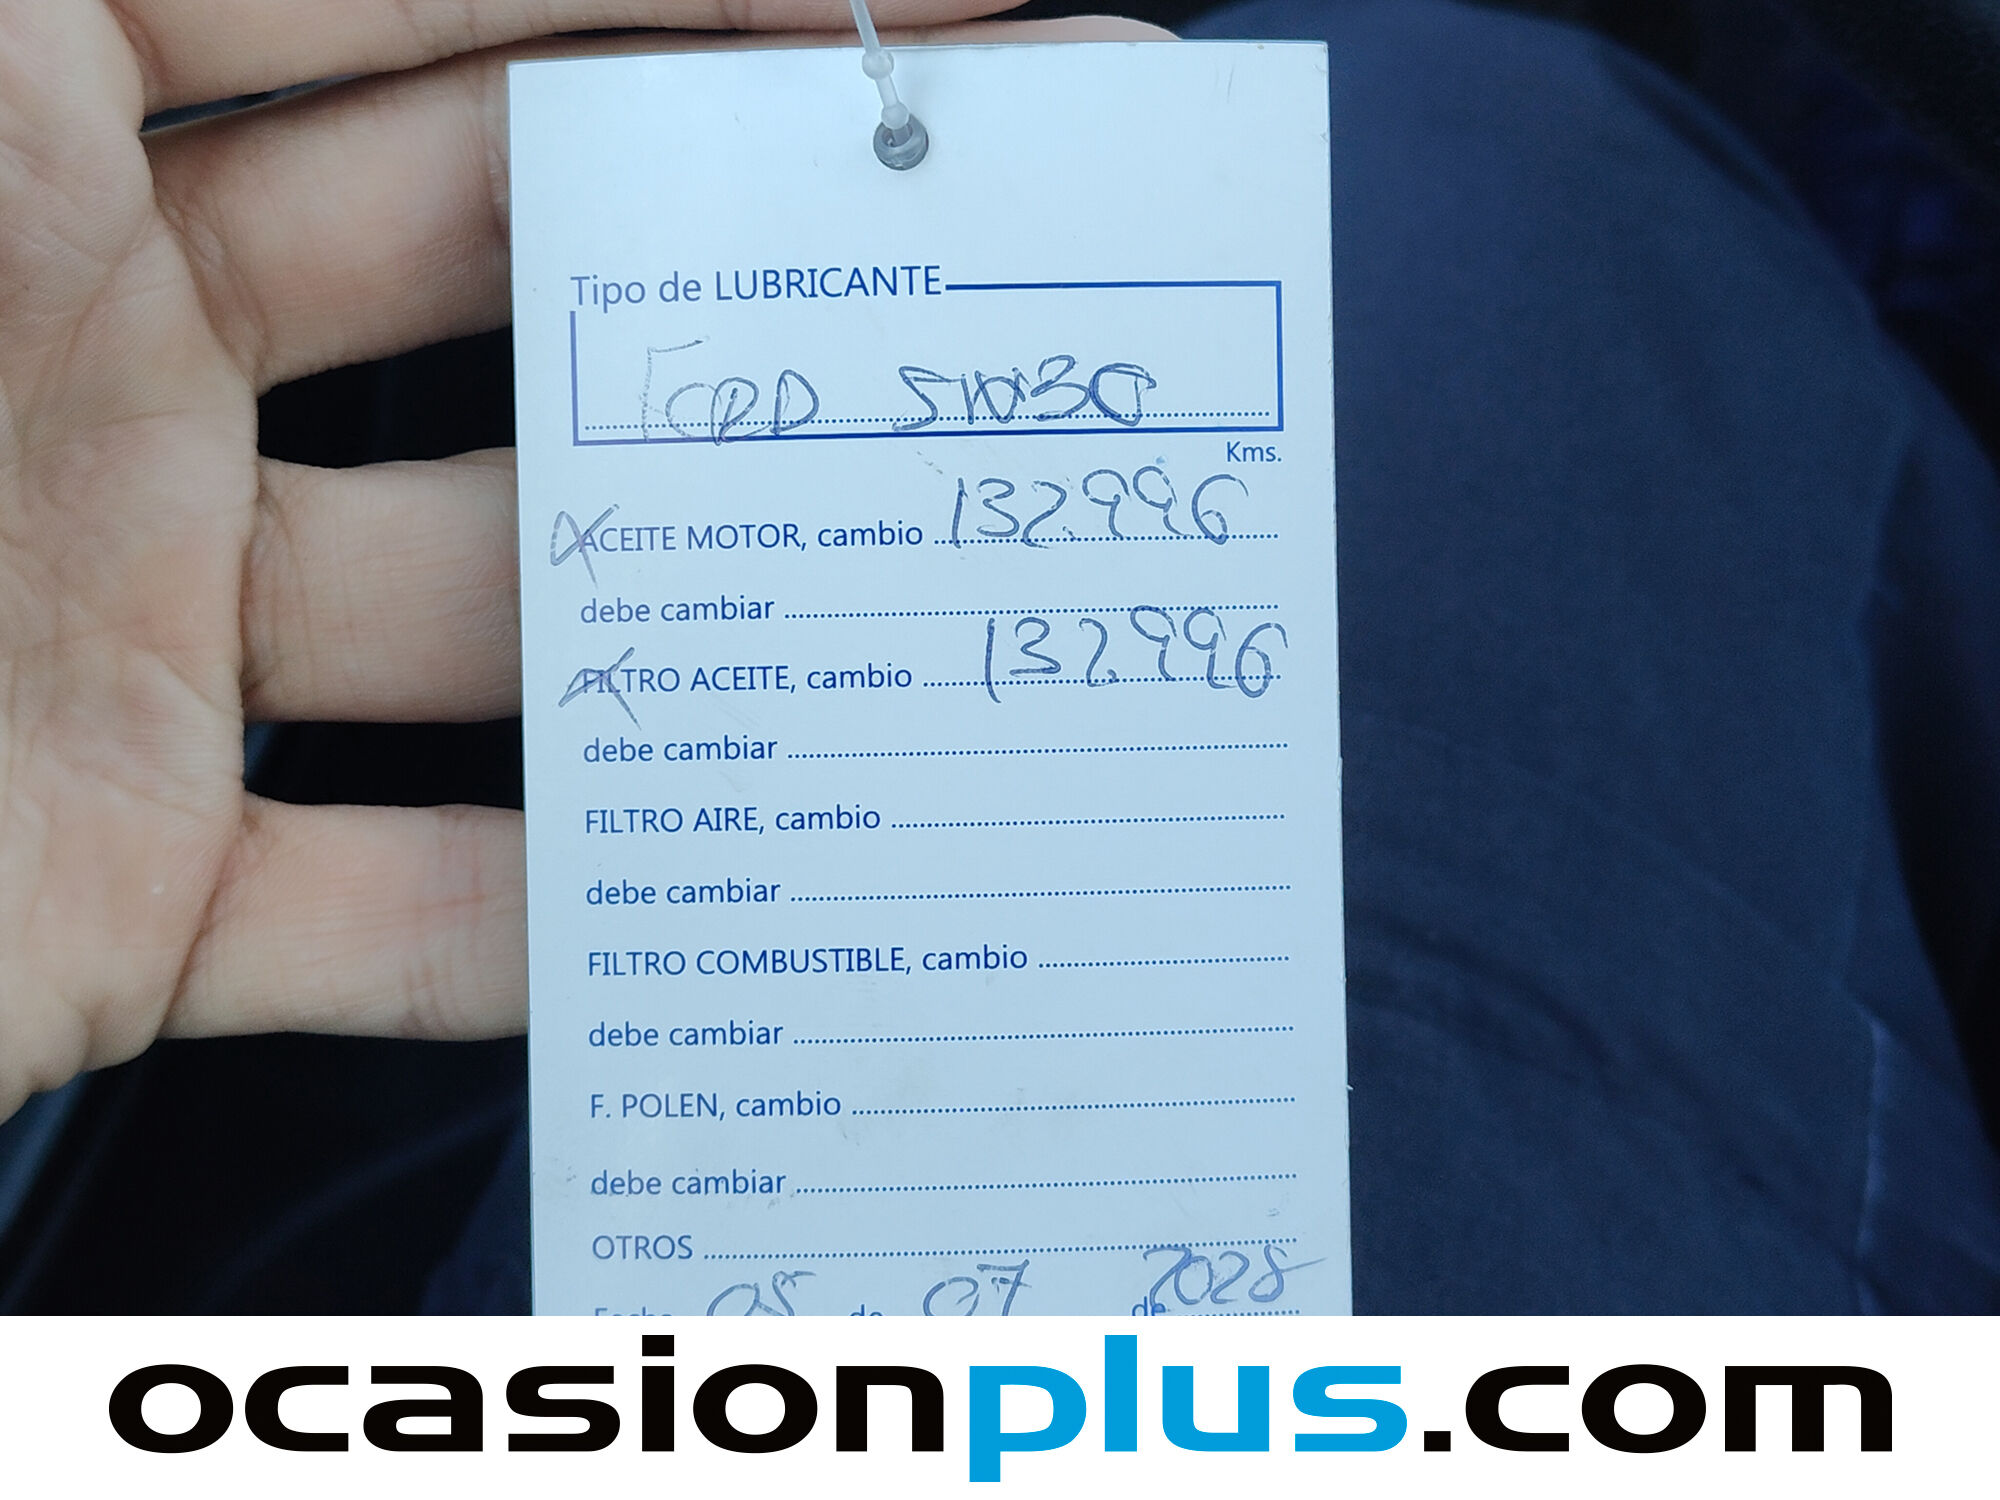 Tipo de LUBRICANTE
FORD 5W30
Kms.
ACEITE MOTOR, cambio 132.996
debe cambiar
FILTRO ACEITE, cambio 132.996
debe cambiar
FILTRO AIRE, cambio
debe cambiar
FILTRO COMBUSTIBLE, cambio
debe cambiar
F. POLEN, cambio
debe cambiar
OTROS
Fecha 05 de 07 de 2028
ocasionplus.com